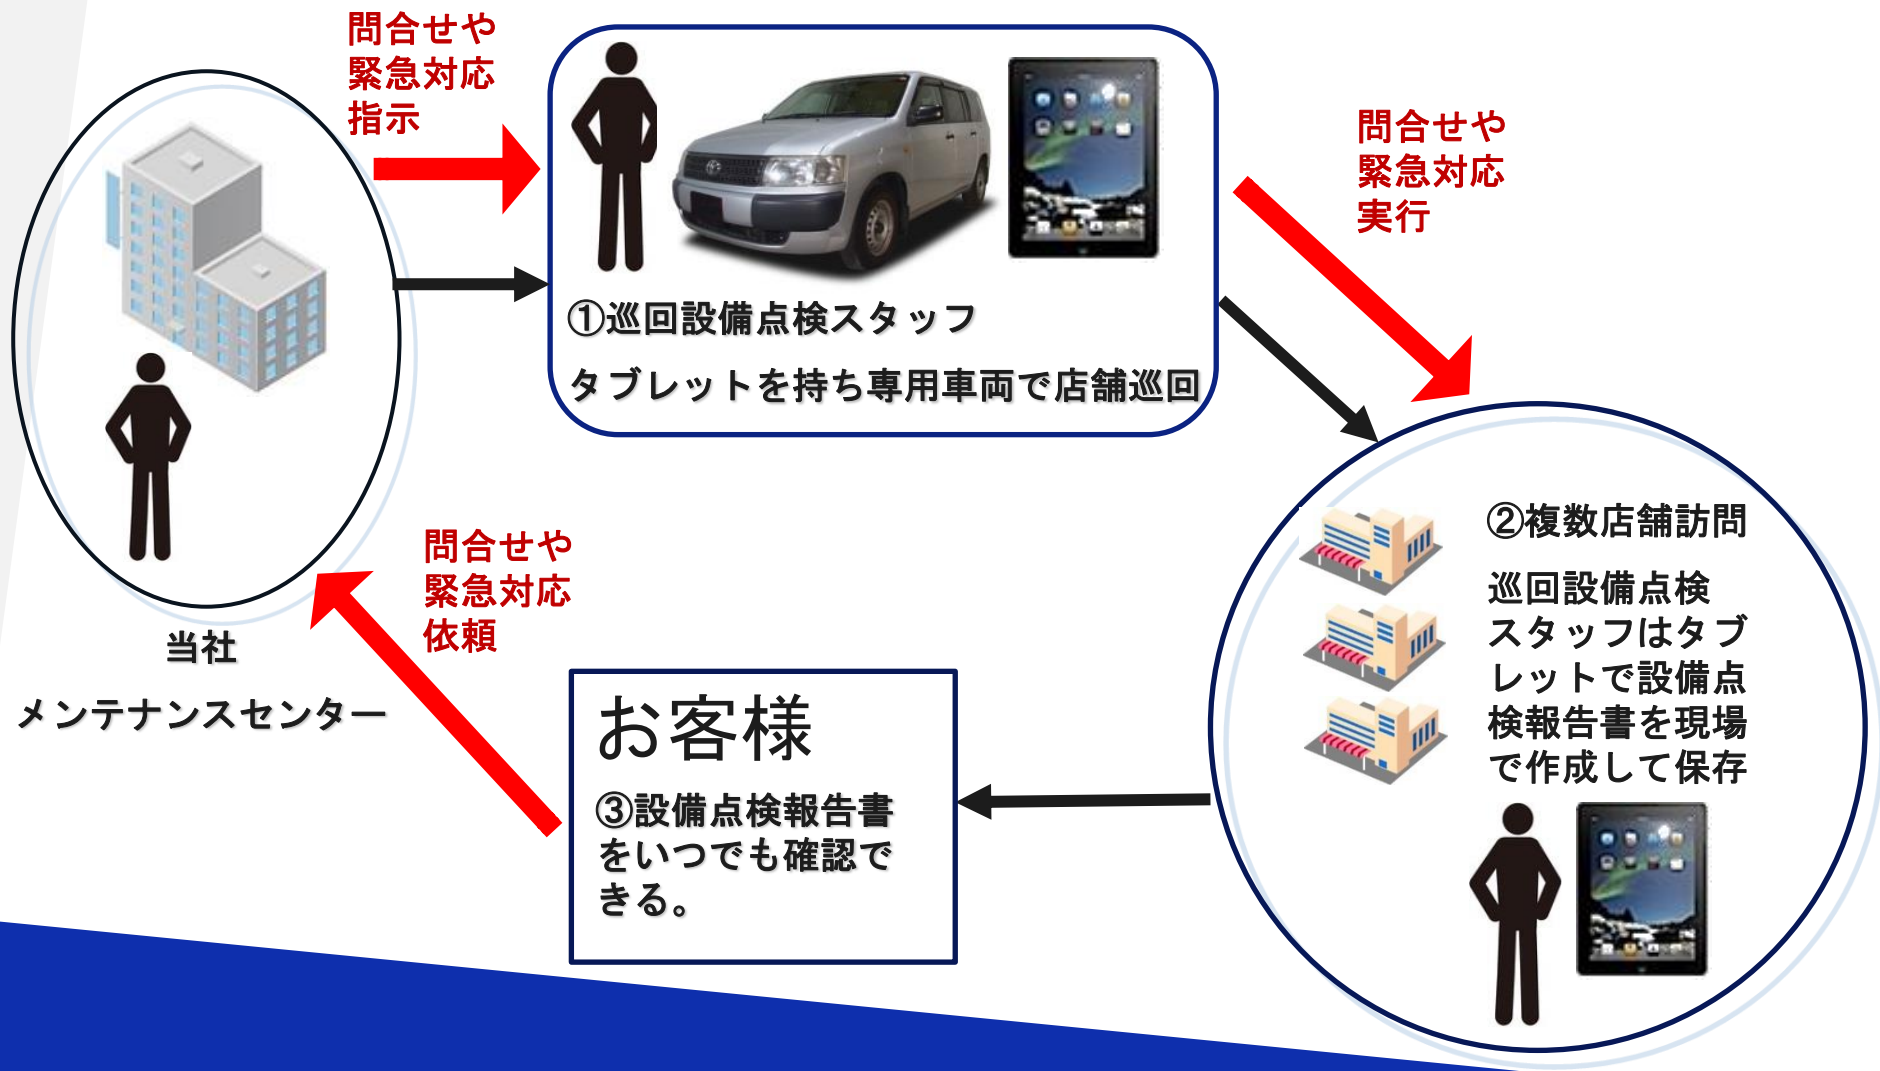 問合せや
緊急対応
指示
①巡回設備点検スタッフ
タブレットを持ち専用車両で店舗巡回
問合せや
緊急対応
実行
②複数店舗訪問
巡回設備点検
スタッフはタブ
レットで設備点
検報告書を現場
で作成して保存
問合せや
緊急対応
依頼
当社
メンテナンスセンター
お客様
③設備点検報告書
をいつでも確認で
きる。